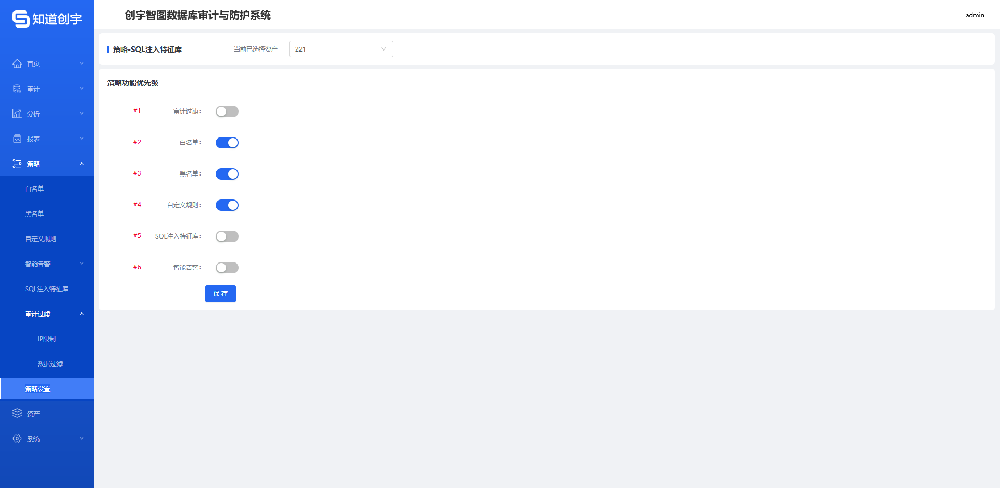 知道创宇
创宇智图数据库审计与防护系统
admin
首页
审计
分析
报表
策略
白名单
黑名单
自定义规则
智能告警
SQL注入特征库
审计过滤
IP限制
数据过滤
策略设置
资产
系统
策略-SQL注入特征库
当前已选择资产
221
策略功能优先级
#1 审计过滤：
#2 白名单：
#3 黑名单：
#4 自定义规则：
#5 SQL注入特征库：
#6 智能告警：
保 存